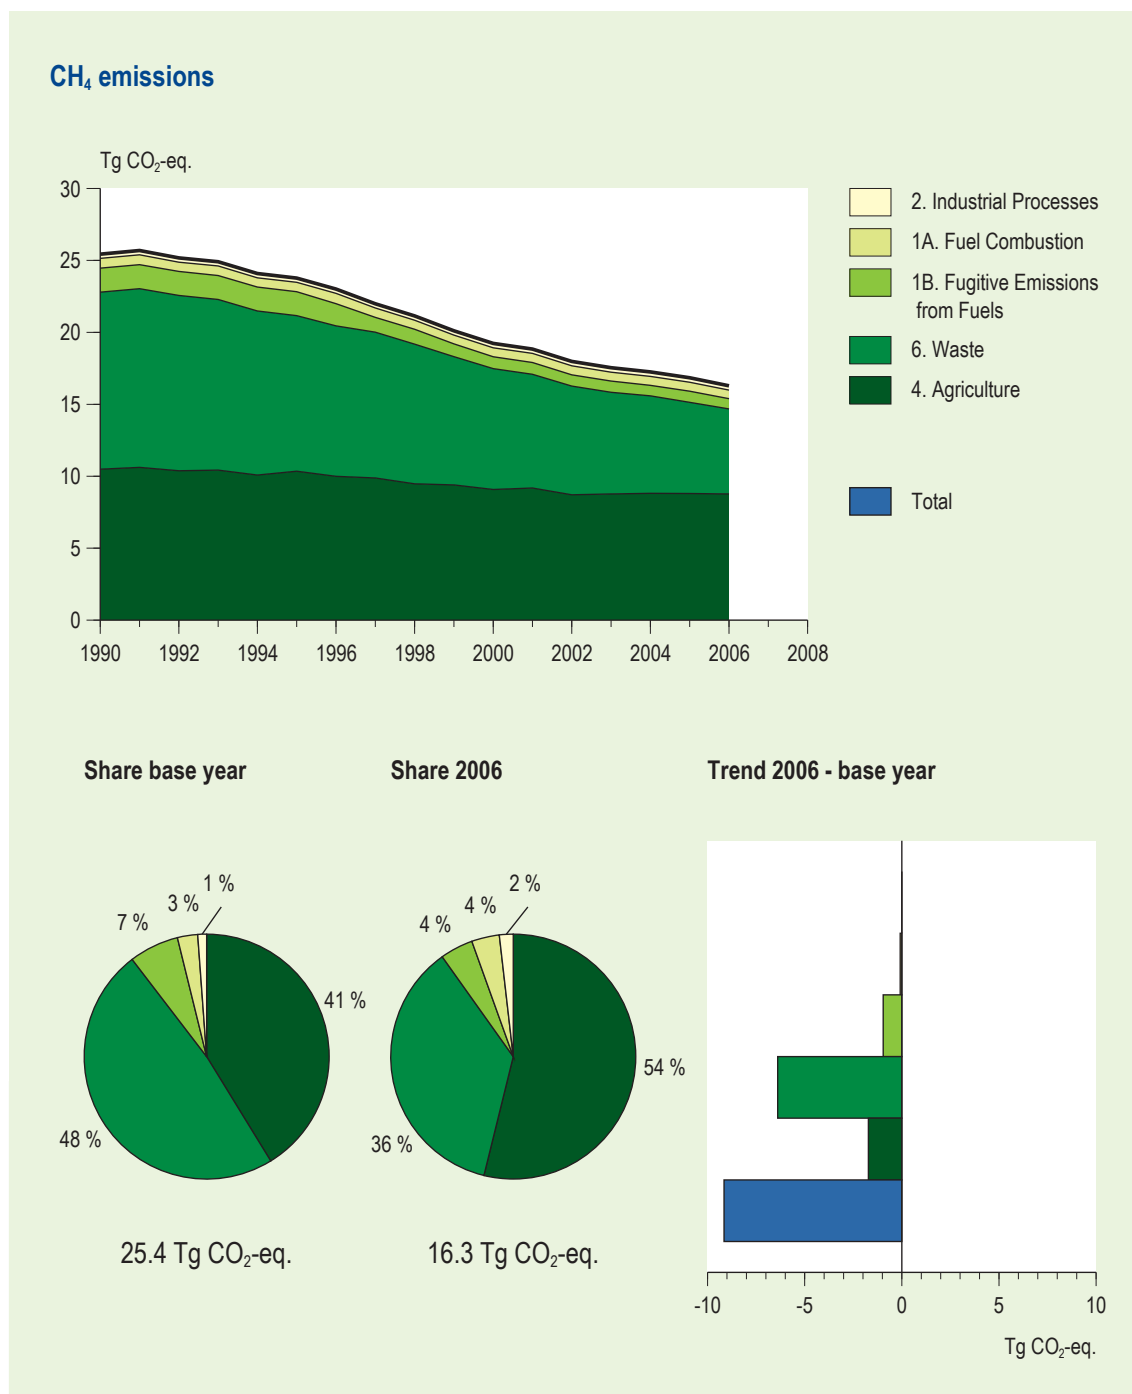 CH₄ emissions
Tg CO₂-eq.
30
25
20
15
10
5
0
1990 1992 1994 1996 1998 2000 2002 2004 2006 2008
2. Industrial Processes
1A. Fuel Combustion
1B. Fugitive Emissions
from Fuels
6. Waste
4. Agriculture
Total
Share base year
1 %
3 %
7 %
41 %
48 %
25.4 Tg CO₂-eq.
Share 2006
2 %
4 %
4 %
54 %
36 %
16.3 Tg CO₂-eq.
Trend 2006 - base year
-10 -5 0 5 10
Tg CO₂-eq.